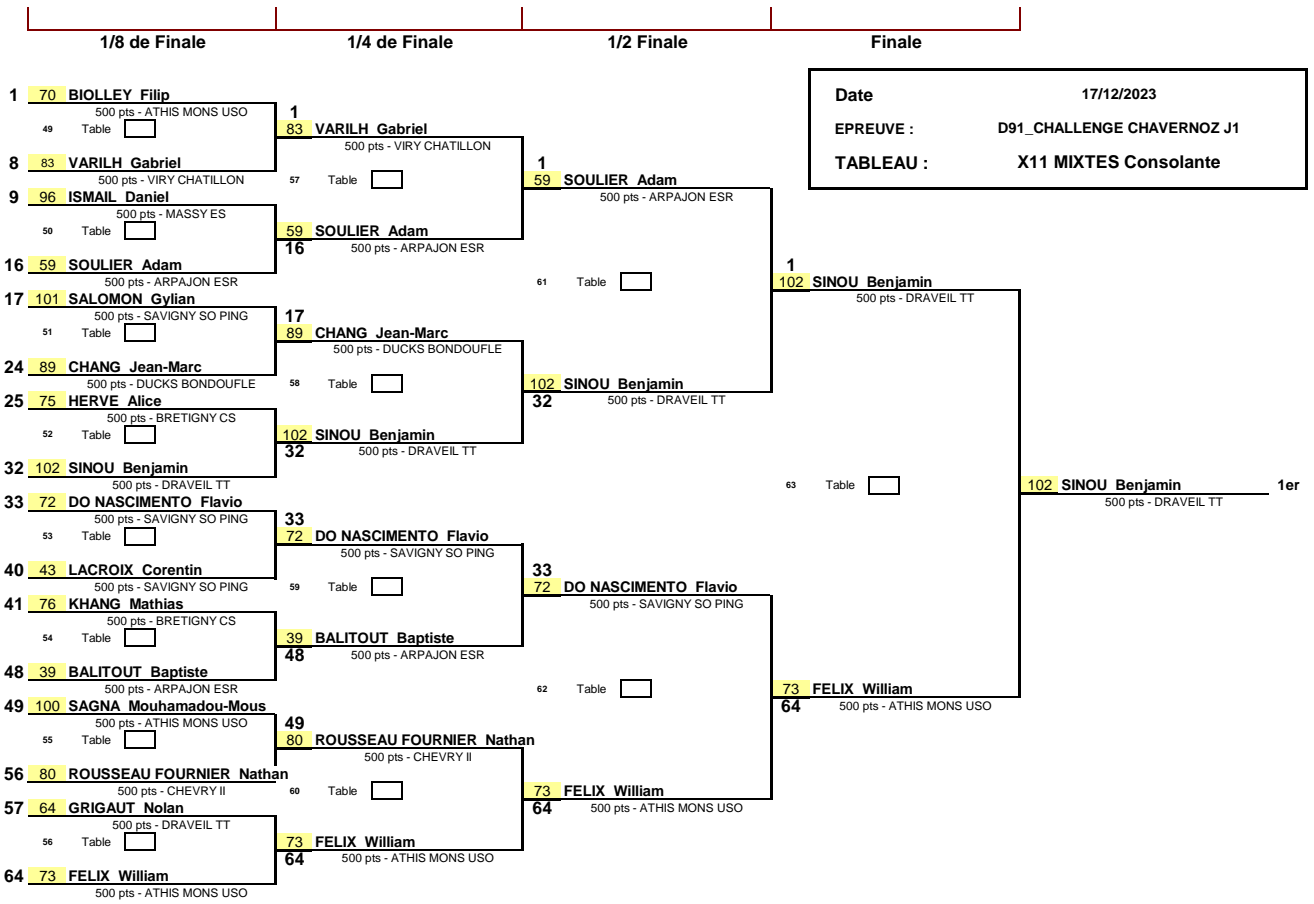 1/8 de Finale 1/4 de Finale 1/2 Finale Finale
Date 17/12/2023
EPREUVE : D91_CHALLENGE CHAVERNOZ J1
TABLEAU : X11 MIXTES Consolante
1 70 BIOLLEY Filip
500 pts - ATHIS MONS USO
49 Table
8 83 VARILH Gabriel
500 pts - VIRY CHATILLON
9 96 ISMAIL Daniel
500 pts - MASSY ES
50 Table
16 59 SOULIER Adam
500 pts - ARPAJON ESR
17 101 SALOMON Gylian
500 pts - SAVIGNY SO PING
51 Table
24 89 CHANG Jean-Marc
500 pts - DUCKS BONDOUFLE
25 75 HERVE Alice
500 pts - BRETIGNY CS
52 Table
32 102 SINOU Benjamin
500 pts - DRAVEIL TT
33 72 DO NASCIMENTO Flavio
500 pts - SAVIGNY SO PING
53 Table
40 43 LACROIX Corentin
500 pts - SAVIGNY SO PING
41 76 KHANG Mathias
500 pts - BRETIGNY CS
54 Table
48 39 BALITOUT Baptiste
500 pts - ARPAJON ESR
49 100 SAGNA Mouhamadou-Mous
500 pts - ATHIS MONS USO
55 Table
56 80 ROUSSEAU FOURNIER Nathan
500 pts - CHEVRY II
57 64 GRIGAUT Nolan
500 pts - DRAVEIL TT
56 Table
64 73 FELIX William
500 pts - ATHIS MONS USO
1
83 VARILH Gabriel
500 pts - VIRY CHATILLON
57 Table
59 SOULIER Adam
16 500 pts - ARPAJON ESR
17
89 CHANG Jean-Marc
500 pts - DUCKS BONDOUFLE
58 Table
102 SINOU Benjamin
32 500 pts - DRAVEIL TT
33
72 DO NASCIMENTO Flavio
500 pts - SAVIGNY SO PING
59 Table
39 BALITOUT Baptiste
48 500 pts - ARPAJON ESR
49
80 ROUSSEAU FOURNIER Nathan
500 pts - CHEVRY II
60 Table
73 FELIX William
64 500 pts - ATHIS MONS USO
1
59 SOULIER Adam
500 pts - ARPAJON ESR
61 Table
102 SINOU Benjamin
32 500 pts - DRAVEIL TT
33
72 DO NASCIMENTO Flavio
500 pts - SAVIGNY SO PING
62 Table
73 FELIX William
64 500 pts - ATHIS MONS USO
1
102 SINOU Benjamin
500 pts - DRAVEIL TT
63 Table
73 FELIX William
64 500 pts - ATHIS MONS USO
102 SINOU Benjamin 1er
500 pts - DRAVEIL TT